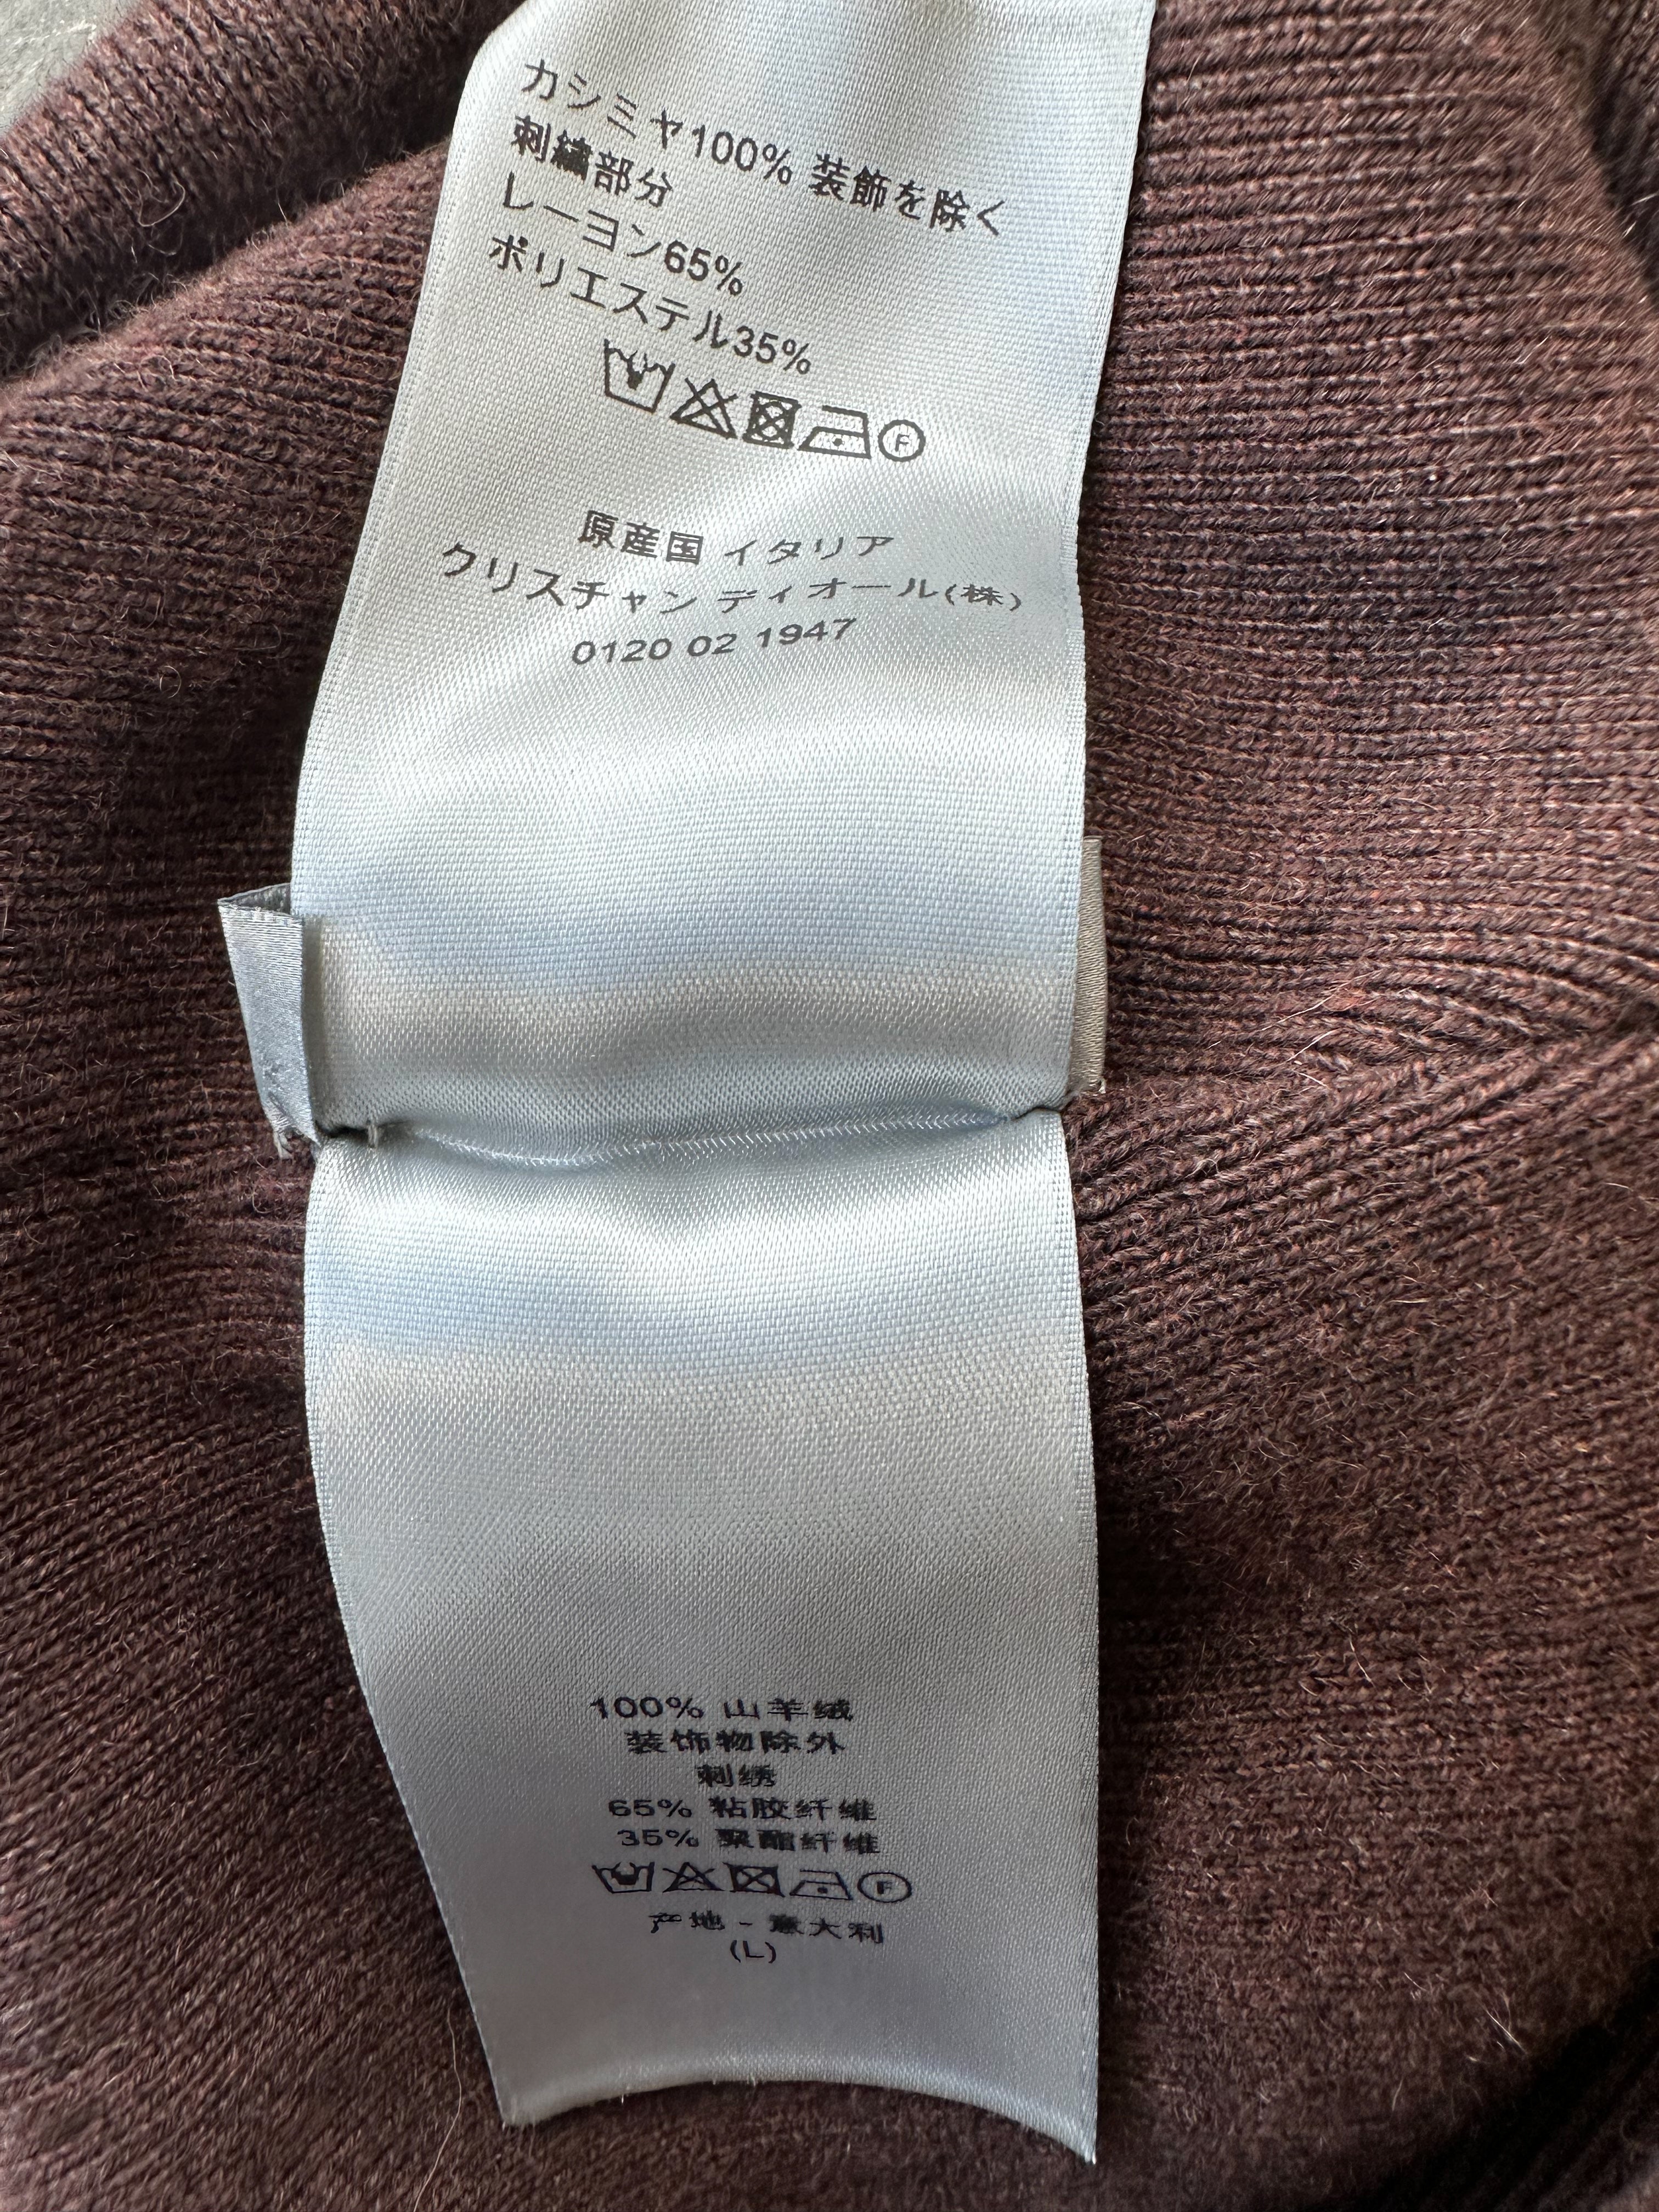 カシミヤ100% 装飾を除く
刺繍部分
レーヨン65%
ポリエステル35%
F
原産国 イタリア
クリスチャン ディオール(株)
0120 02 1947
100% 山羊绒
装饰物除外
刺绣
65% 粘胶纤维
35% 聚酯纤维
F
产地 - 意大利
(L)